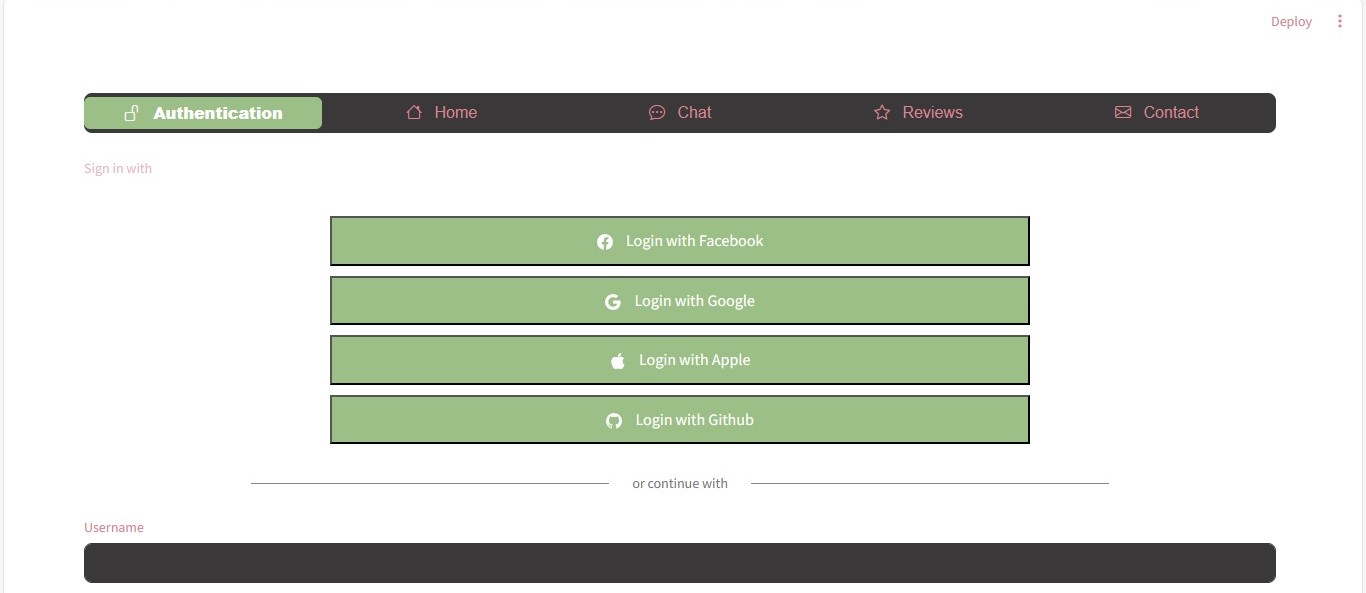 Deploy
Authentication Home Chat Reviews Contact
Sign in with
Login with Facebook
Login with Google
Login with Apple
Login with Github
or continue with
Username